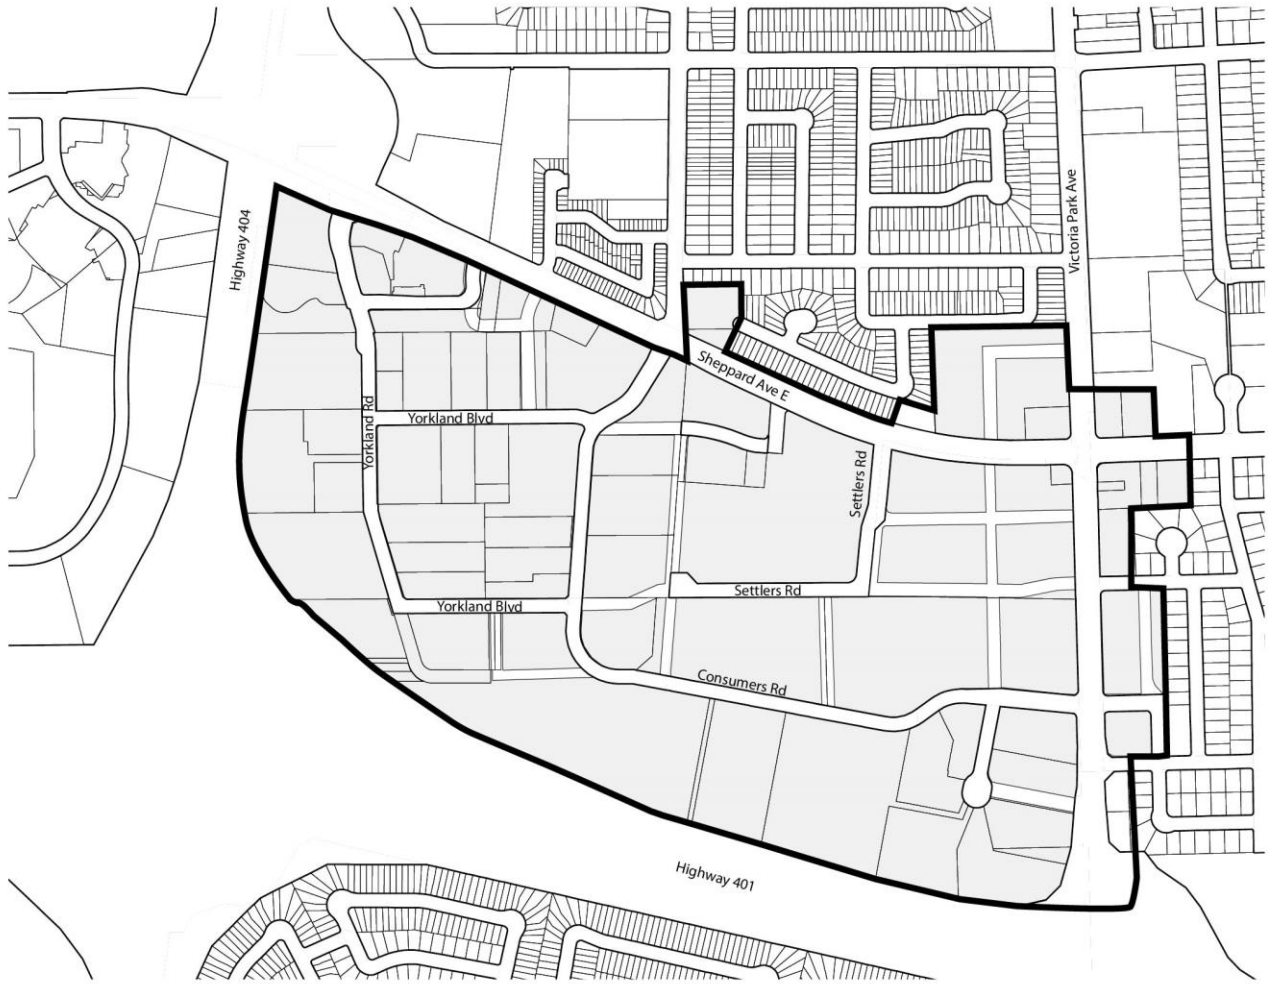 Highway 404
Victoria Park Ave
Sheppard Ave E
Yorkland Rd
Yorkland Blvd
Settlers Rd
Settlers Rd
Yorkland Blvd
Consumers Rd
Highway 401